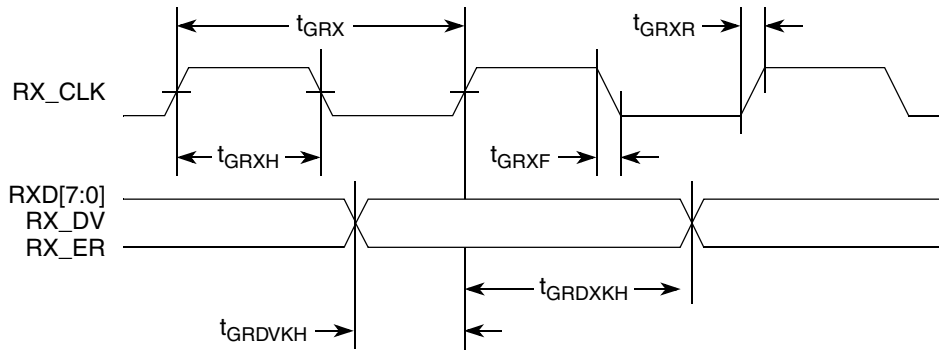 tGRX
tGRXR
RX_CLK
tGRXH
tGRXF
RXD[7:0]
RX_DV
RX_ER
tGRDXKH
tGRDVKH